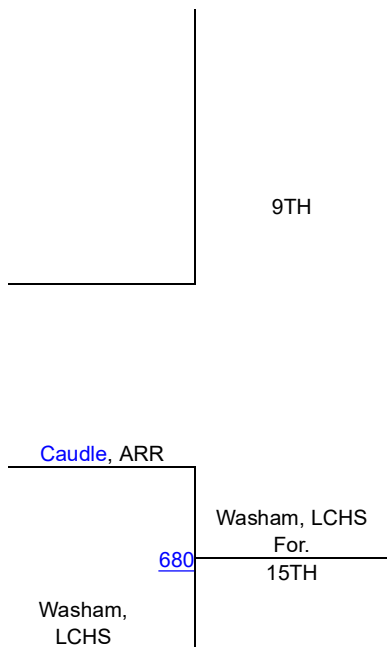 9TH
Caudle, ARR
Washam, LCHS
For.
680
15TH
Washam,
LCHS